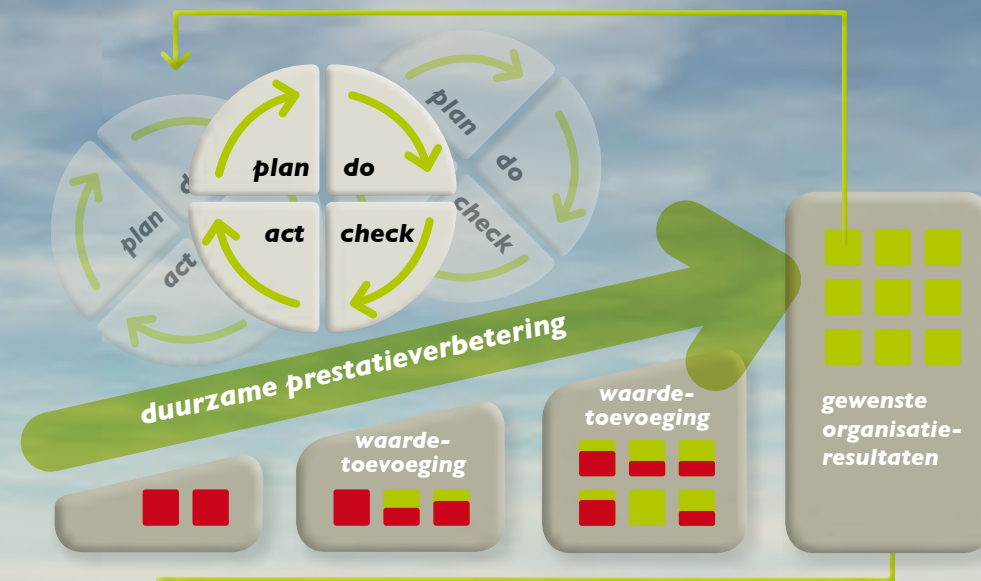 plan
do
check
d
plan
act
plan
do
act
check
duurzame prestatieverbetering
waarde-
toevoeging
waarde-
toevoeging
gewenste
organisatie-
resultaten